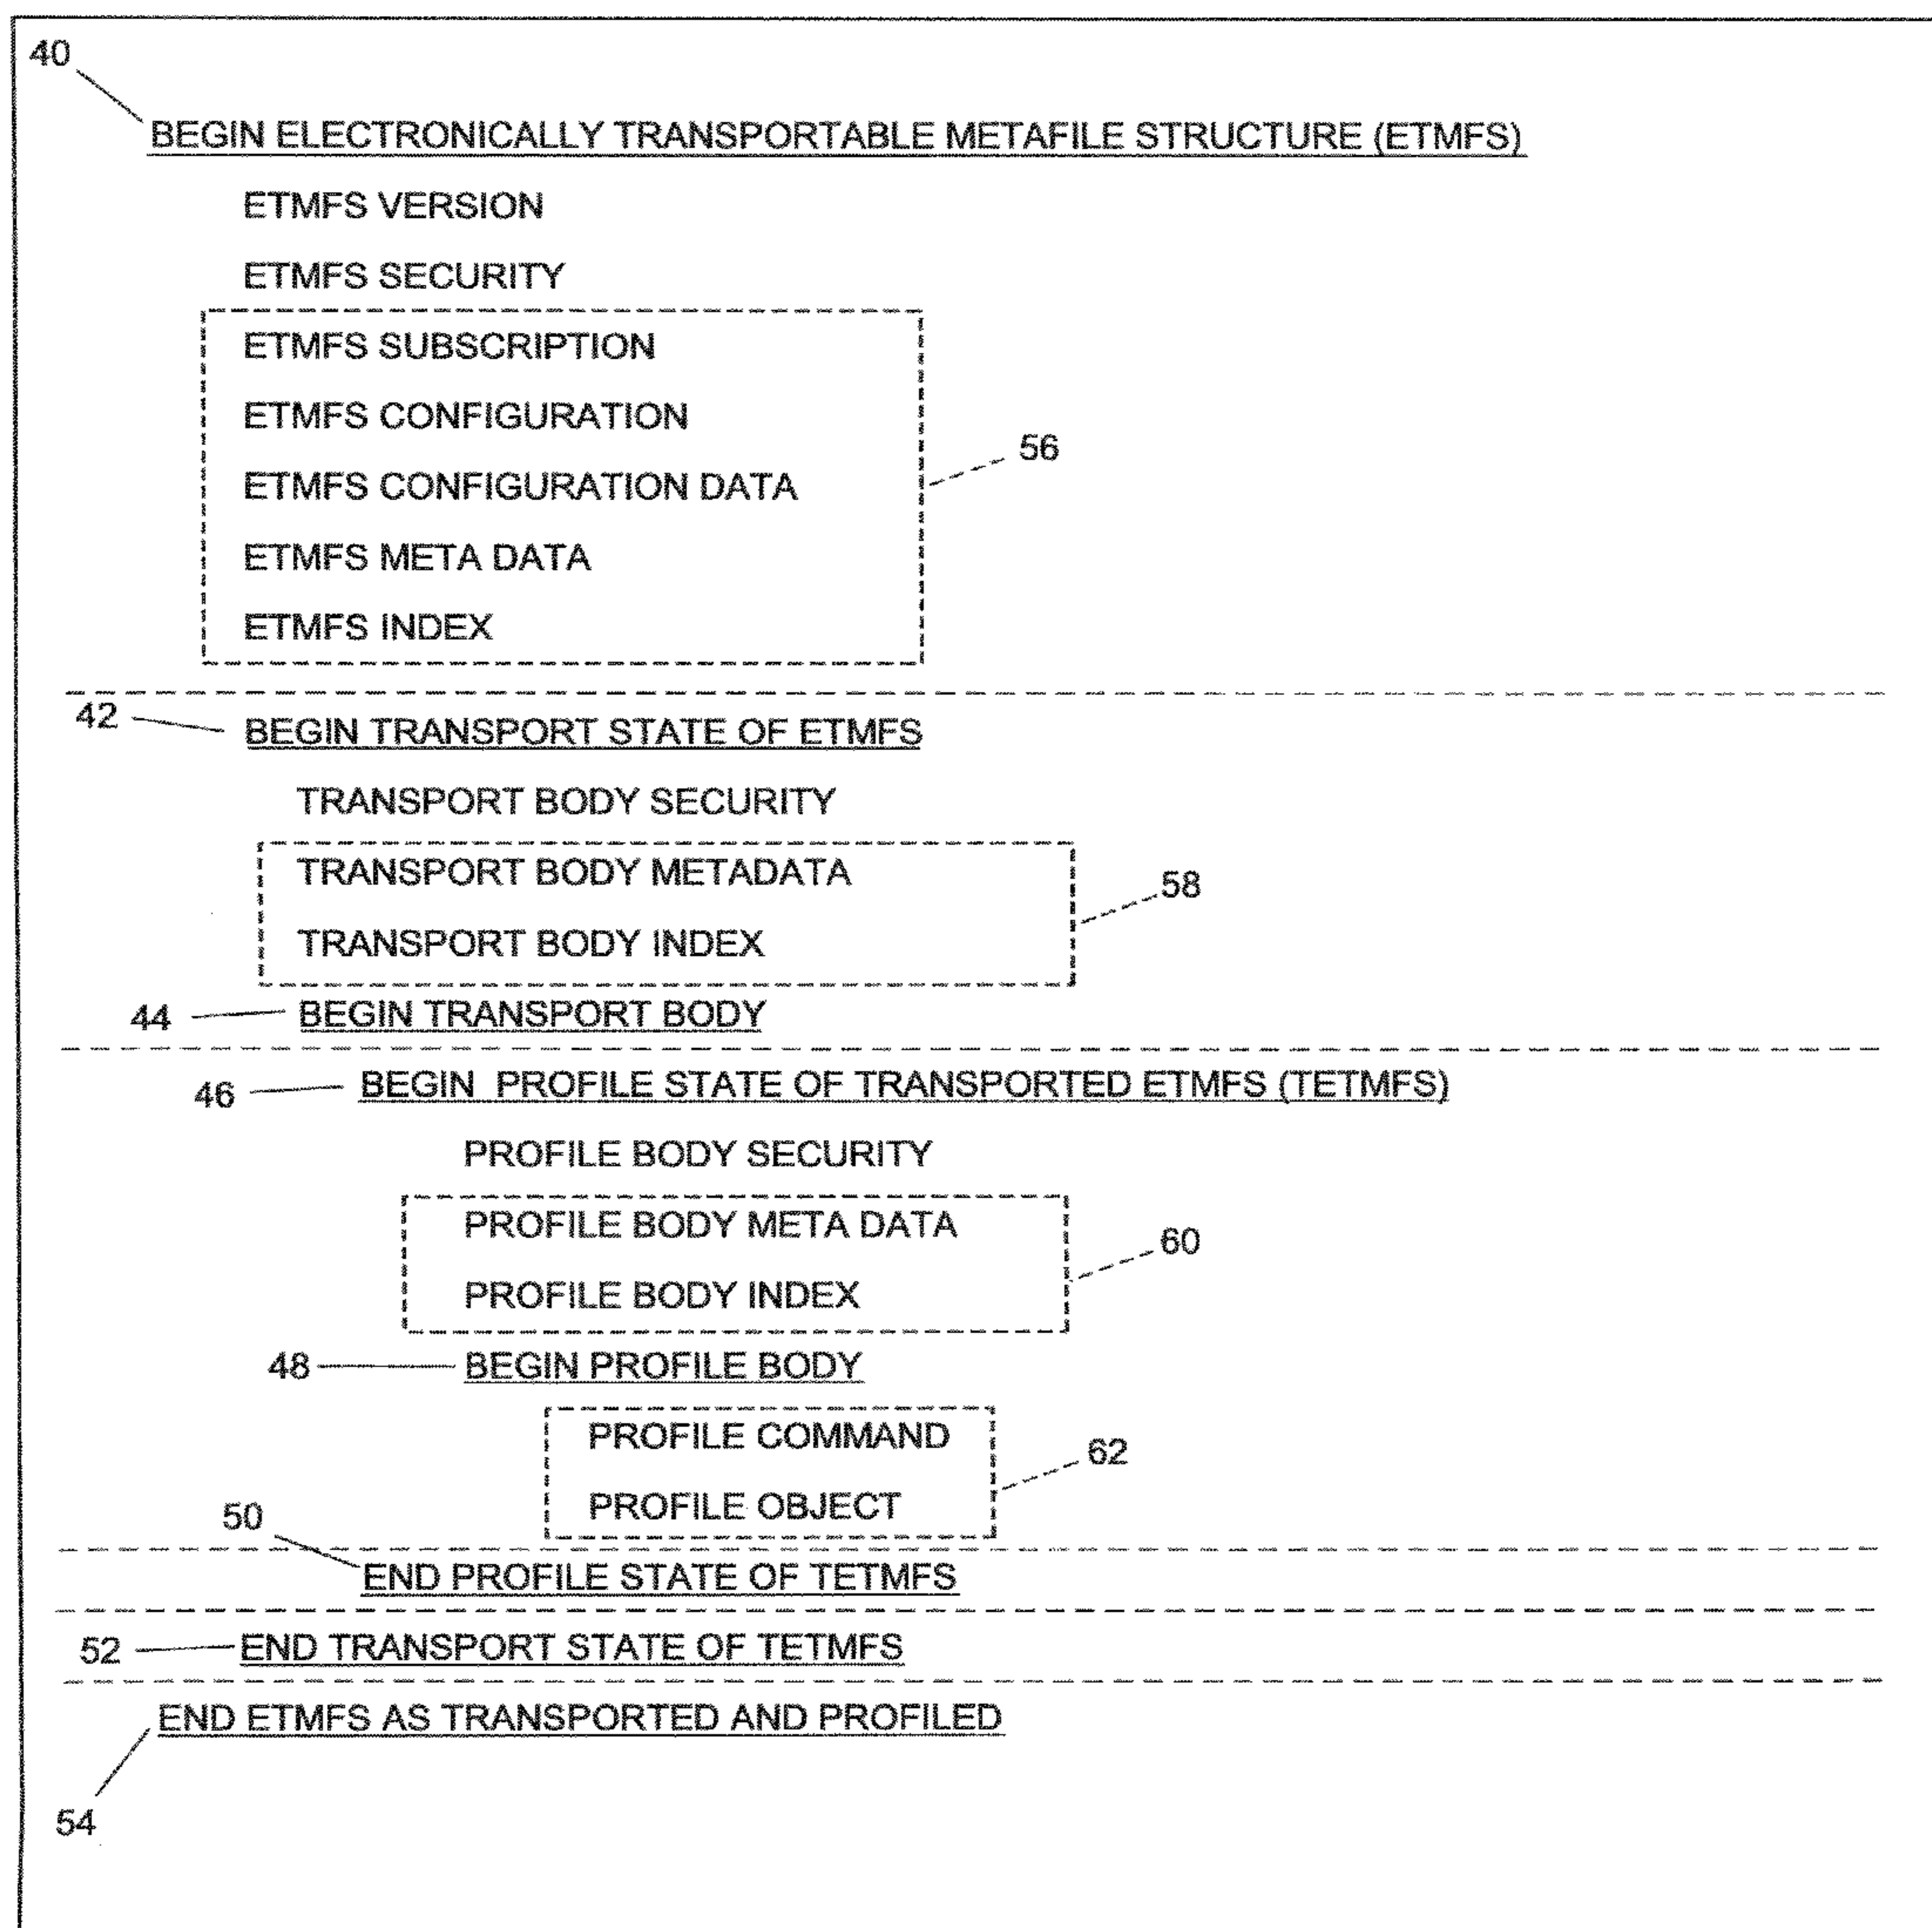 40
BEGIN ELECTRONICALLY TRANSPORTABLE METAFILE STRUCTURE (ETMFS)
ETMFS VERSION
ETMFS SECURITY
ETMFS SUBSCRIPTION
ETMFS CONFIGURATION
56
ETMFS CONFIGURATION DATA
ETMFS META DATA
ETMFS INDEX
42 BEGIN TRANSPORT STATE OF ETMFS
TRANSPORT BODY SECURITY
TRANSPORT BODY METADATA
58
TRANSPORT BODY INDEX
44 BEGIN TRANSPORT BODY
46 BEGIN PROFILE STATE OF TRANSPORTED ETMFS (TETMFS)
PROFILE BODY SECURITY
PROFILE BODY META DATA
60
PROFILE BODY INDEX
48 BEGIN PROFILE BODY
PROFILE COMMAND
62
PROFILE OBJECT
50
END PROFILE STATE OF TETMFS
52 END TRANSPORT STATE OF TETMFS
END ETMFS AS TRANSPORTED AND PROFILED
54